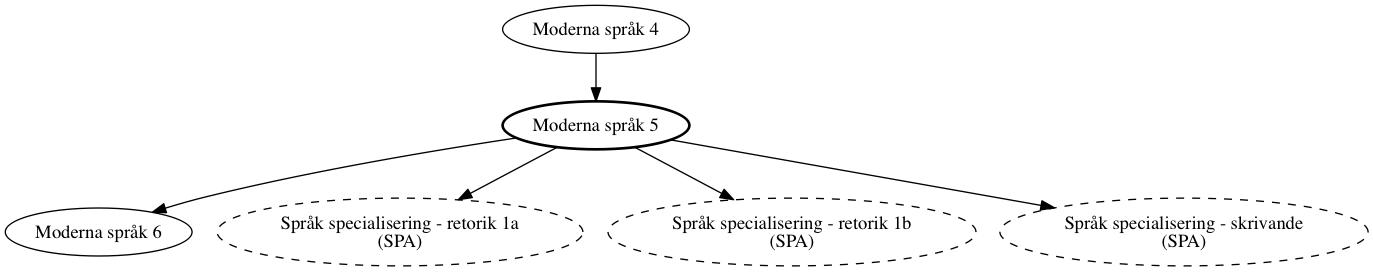 Moderna språk 4
Moderna språk 5
Moderna språk 6
Språk specialisering - retorik 1a
(SPA)
Språk specialisering - retorik 1b
(SPA)
Språk specialisering - skrivande
(SPA)